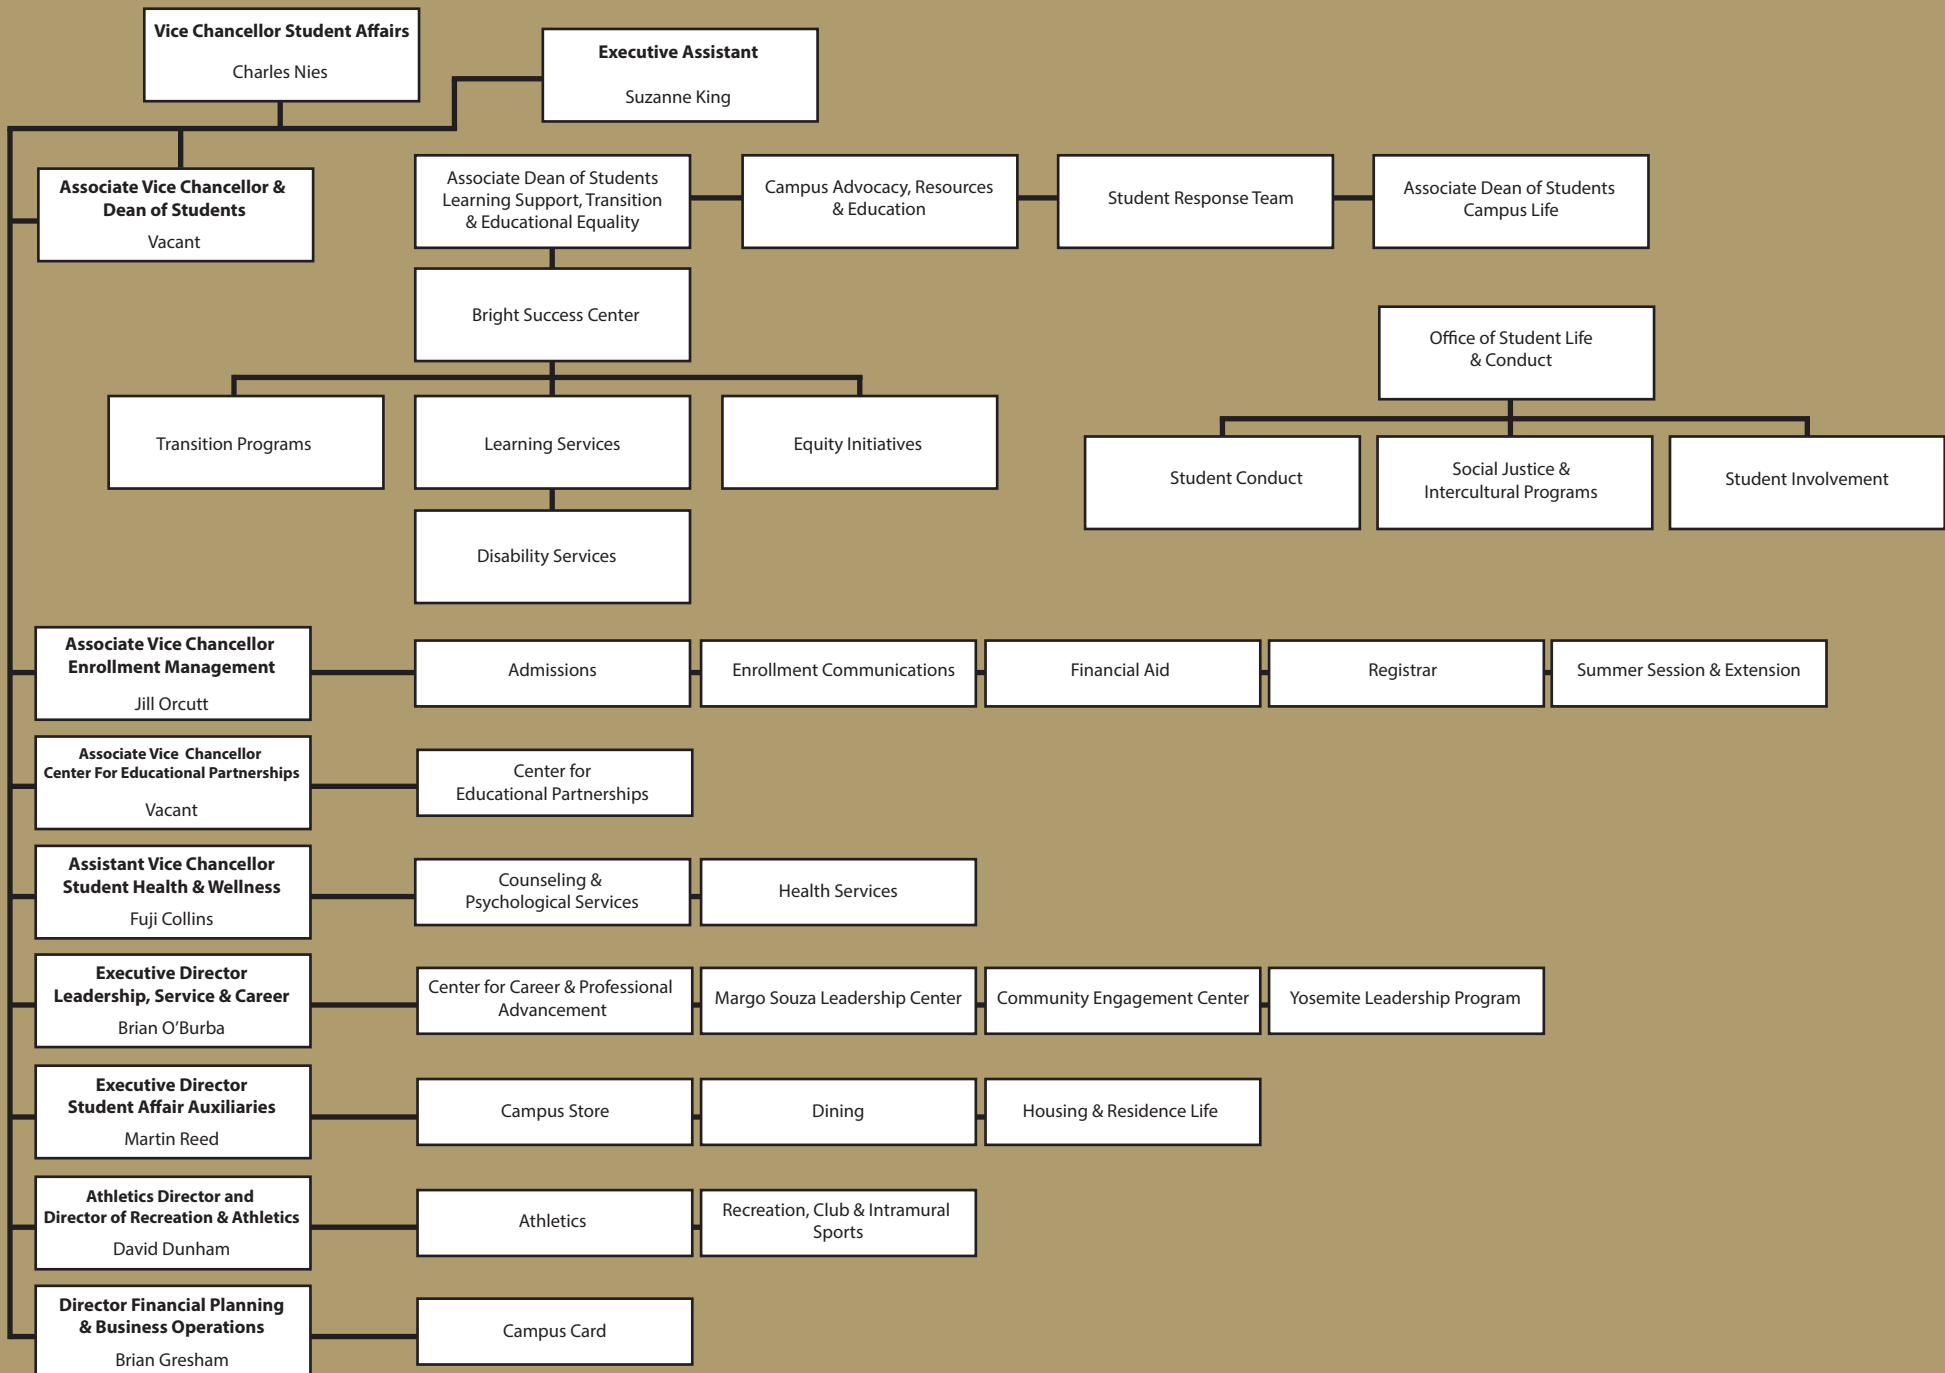 Vice Chancellor Student Affairs
Charles Nies
Executive Assistant
Suzanne King
Associate Vice Chancellor &
Dean of Students
Vacant
Associate Dean of Students
Learning Support, Transition
& Educational Equality
Campus Advocacy, Resources
& Education
Student Response Team
Associate Dean of Students
Campus Life
Bright Success Center
Office of Student Life
& Conduct
Transition Programs
Learning Services
Equity Initiatives
Student Conduct
Social Justice &
Intercultural Programs
Student Involvement
Disability Services
Associate Vice Chancellor
Enrollment Management
Jill Orcutt
Admissions
Enrollment Communications
Financial Aid
Registrar
Summer Session & Extension
Associate Vice Chancellor
Center For Educational Partnerships
Vacant
Center for
Educational Partnerships
Assistant Vice Chancellor
Student Health & Wellness
Fuji Collins
Counseling &
Psychological Services
Health Services
Executive Director
Leadership, Service & Career
Brian O'Burba
Center for Career & Professional
Advancement
Margo Souza Leadership Center
Community Engagement Center
Yosemite Leadership Program
Executive Director
Student Affair Auxiliaries
Martin Reed
Campus Store
Dining
Housing & Residence Life
Athletics Director and
Director of Recreation & Athletics
David Dunham
Athletics
Recreation, Club & Intramural
Sports
Director Financial Planning
& Business Operations
Brian Gresham
Campus Card